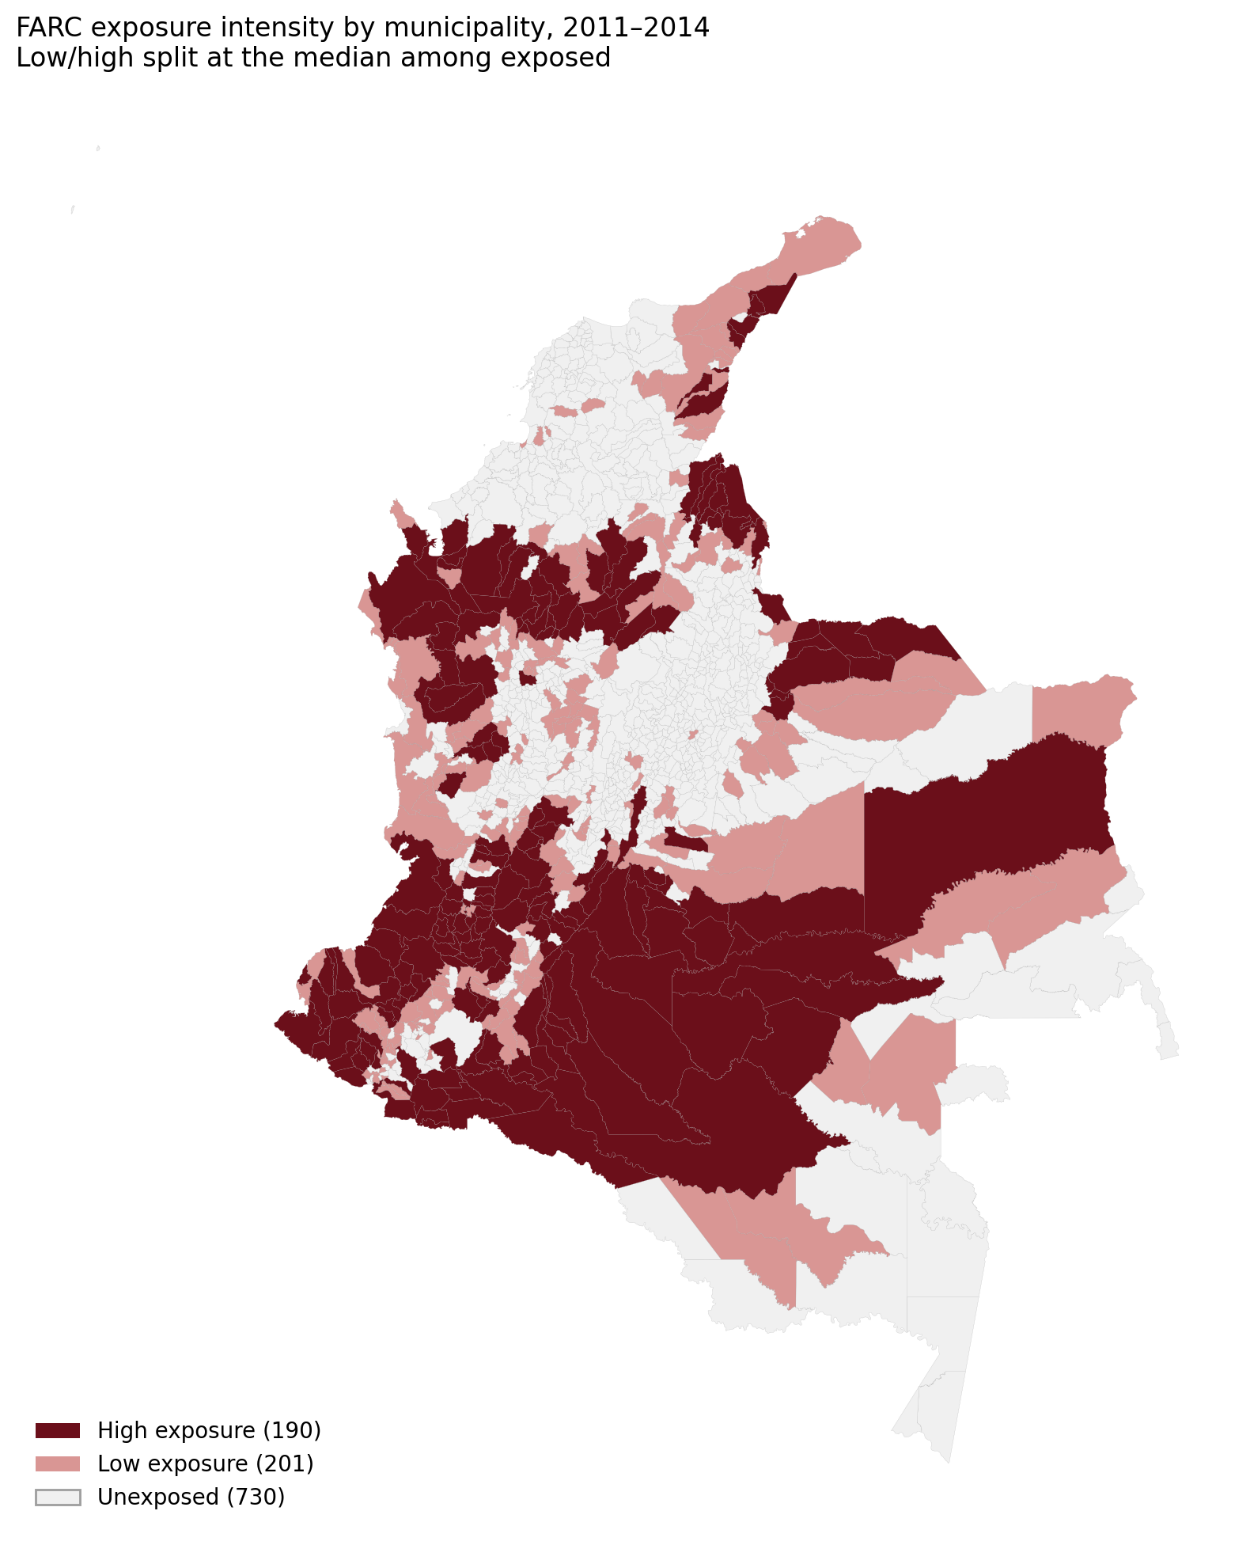 FARC exposure intensity by municipality, 2011–2014
Low/high split at the median among exposed
High exposure (190)
Low exposure (201)
Unexposed (730)